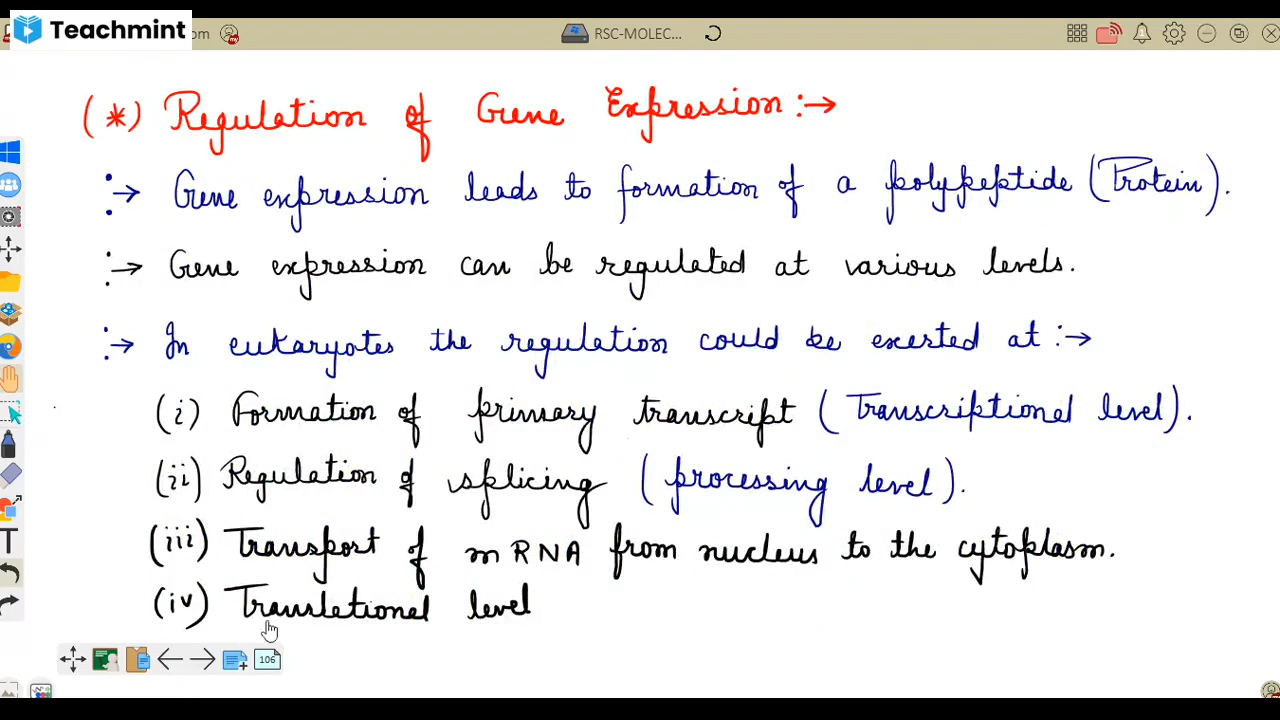 Teachmint
om
RSC-MOLEC...
(*) Regulation of Gene Expression :→
:→ Gene expression leads to formation of a polypeptide (Protein).
:→ Gene expression can be regulated at various levels.
:→ In eukaryotes the regulation could be exerted at :→
(i) Formation of primary transcript (Transcriptional level).
(ii) Regulation of splicing (processing level).
(iii) Transport of mRNA from nucleus to the cytoplasm.
(iv) Transletional level
106